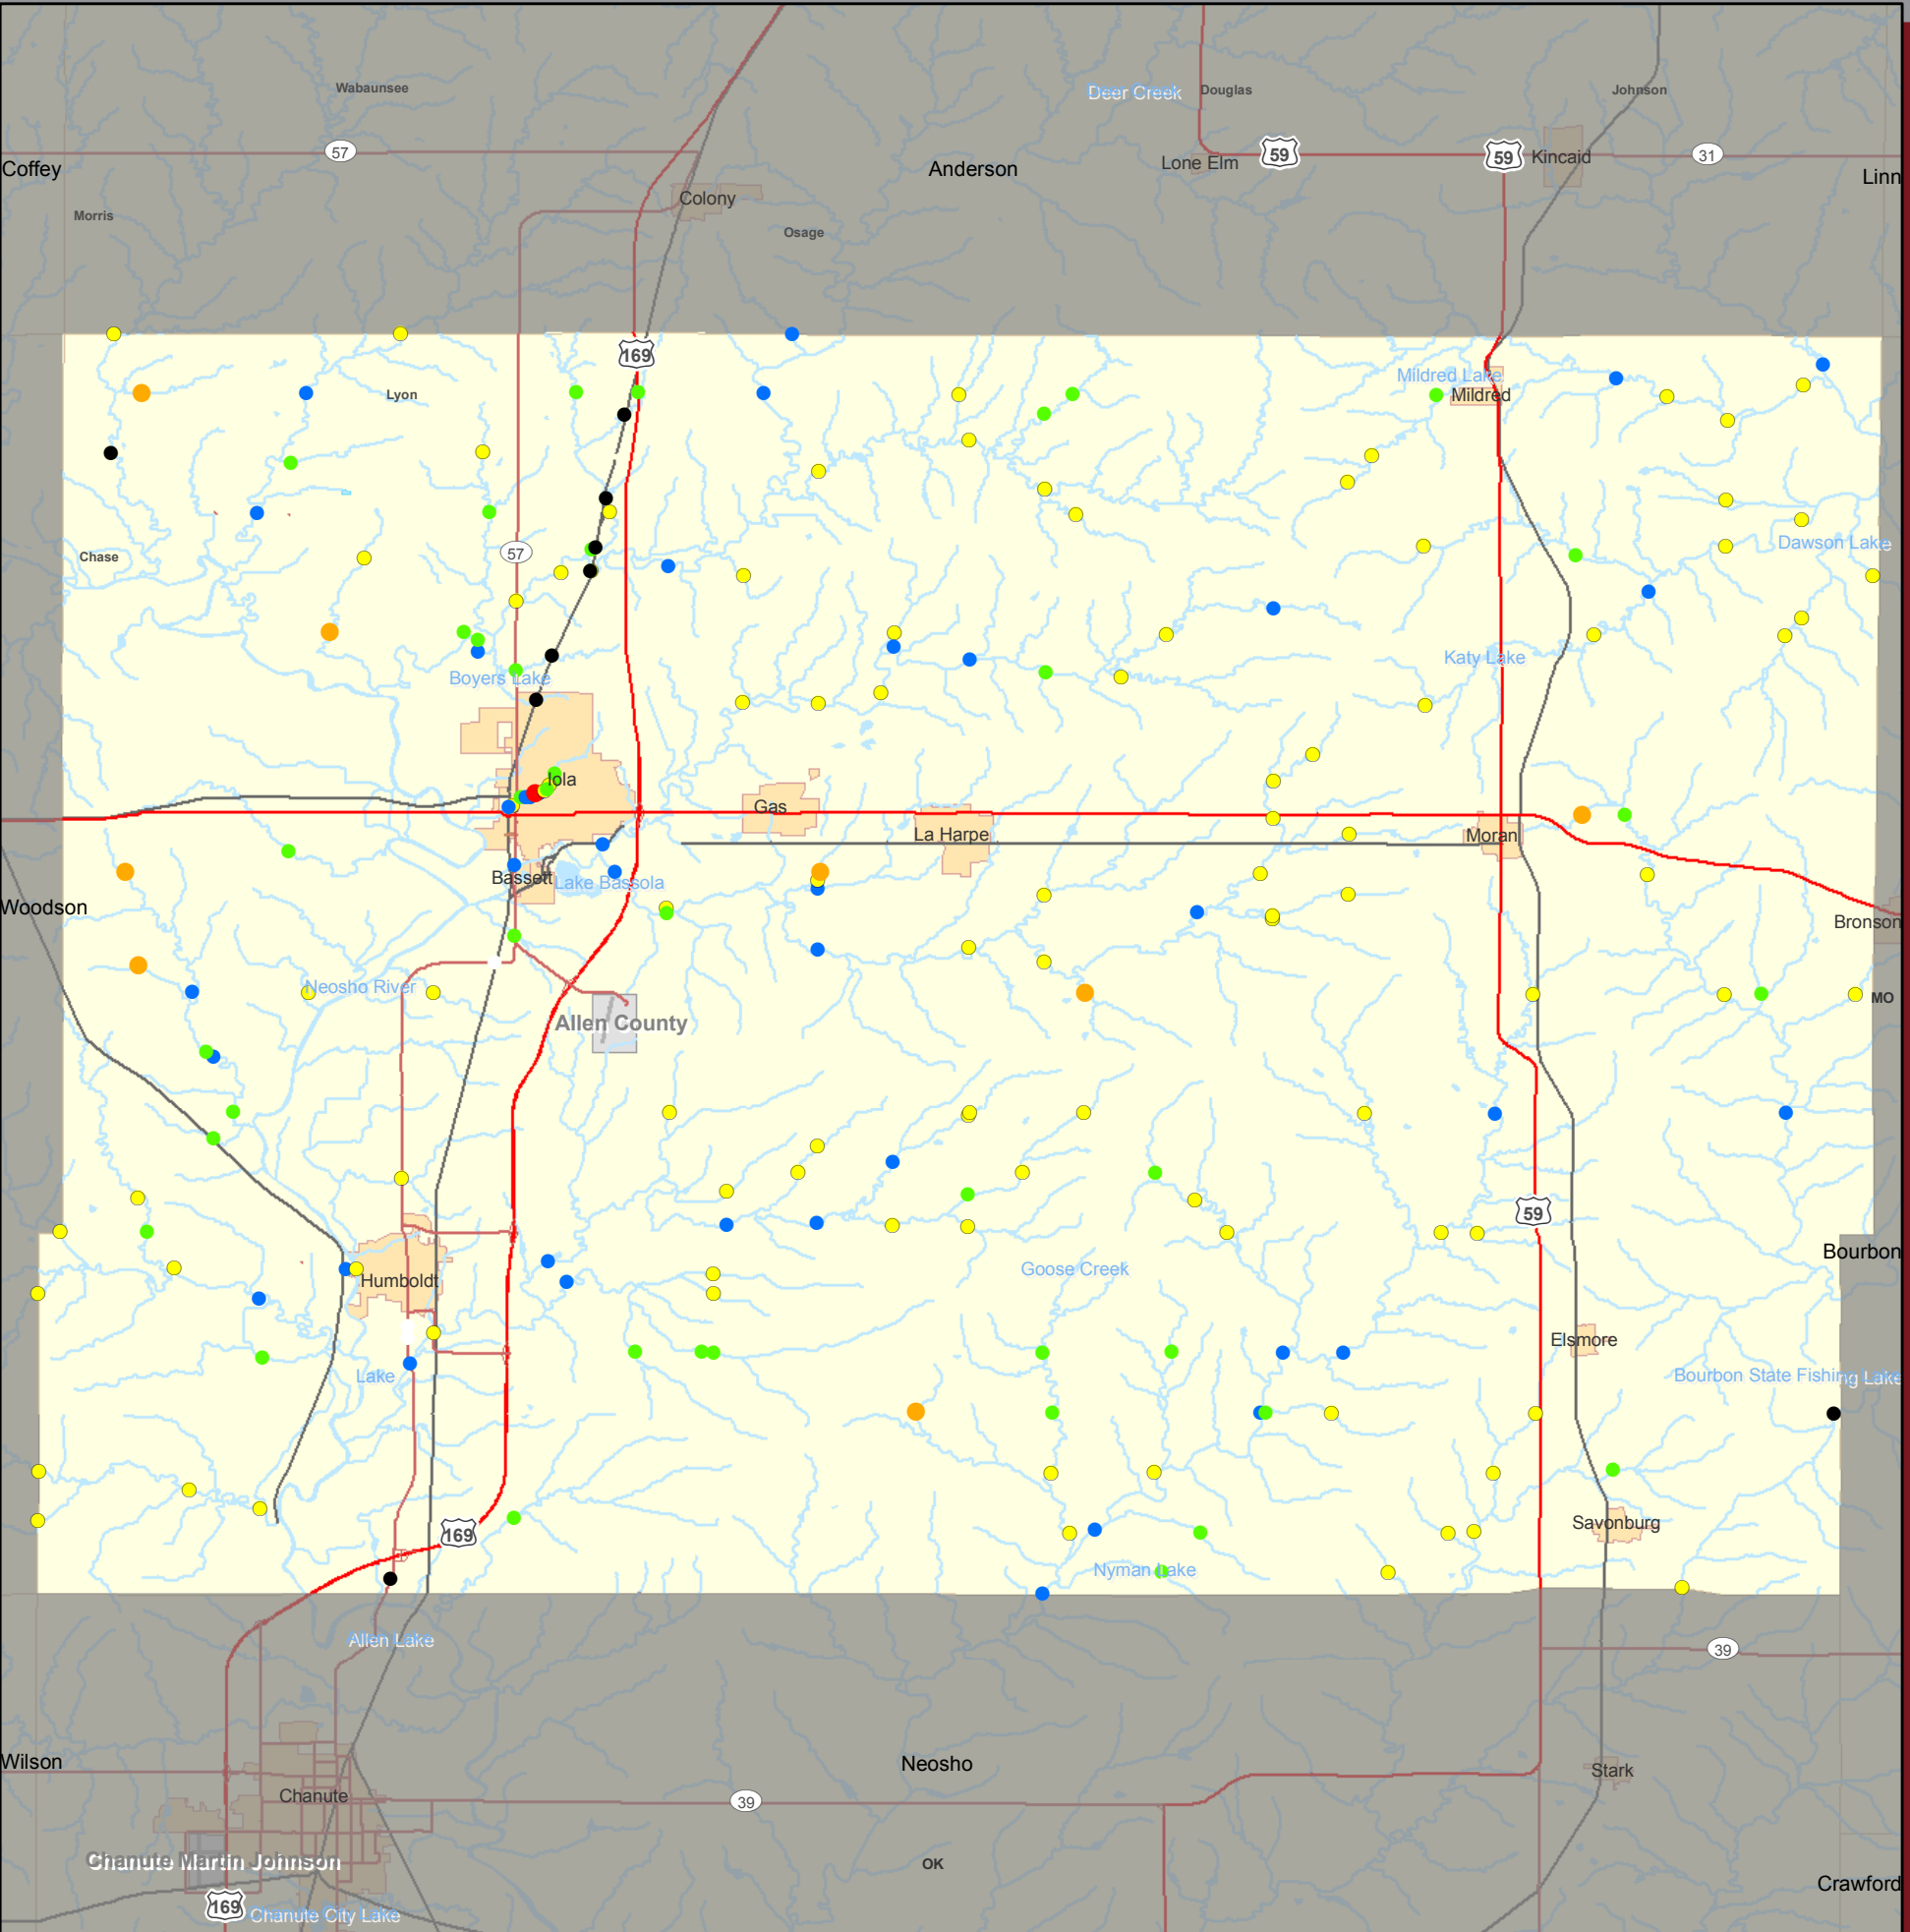 Wabaunsee
Deer Creek
Douglas
Johnson
57
59
59
31
Coffey
Anderson
Lone Elm
Kincaid
Linn
Morris
Colony
Osage
169
Mildred Lake
Lyon
Mildred
Chase
57
Dawson Lake
Boyers Lake
Katy Lake
Iola
Gas
La Harpe
Moran
Bassett
Lake Bassola
Woodson
Bronson
Neosho River
MO
Allen County
59
Bourbon
Goose Creek
Humboldt
Elsmore
Lake
Bourbon State Fishing Lake
169
Savonburg
Nyman Lake
Allen Lake
39
Wilson
Neosho
Stark
Chanute
39
Chanute Martin Johnson
OK
Crawford
169
Chanute City Lake